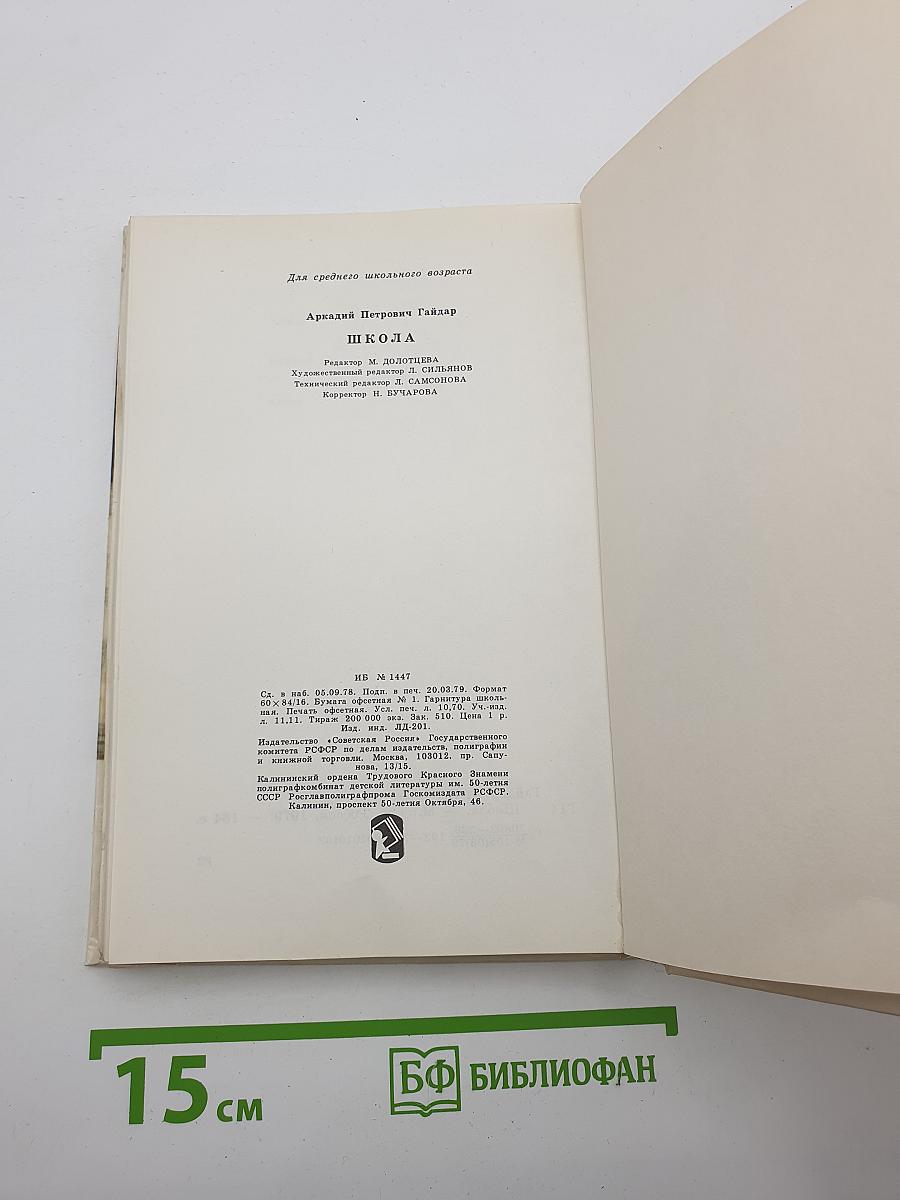 Для среднего школьного возраста
Аркадий Петрович Гайдар
ШКОЛА
Редактор М. ДОЛОТЦЕВА
Художественный редактор Л. СИЛЬЯНОВ
Технический редактор Л. САМСОНОВА
Корректор Н. БУЧАРОВА
ИБ № 1447
Сд. в наб. 05.09.78. Подп. в печ. 20.03.79. Формат
60×84/16. Бумага офсетная № 1. Гарнитура школь-
ная. Печать офсетная. Усл. печ. л. 10,70. Уч.-изд.
л. 11,11. Тираж 200 000 экз. Зак. 510. Цена 1 р.
Изд. инд. ЛД-201.
Издательство «Советская Россия» Государственного
комитета РСФСР по делам издательств, полиграфии
и книжной торговли. Москва, 103012, пр. Сапу-
нова, 13/15.
Калининский ордена Трудового Красного Знамени
полиграфкомбинат детской литературы им. 50-летия
СССР Росглавполиграфпрома Госкомиздата РСФСР.
Калинин, проспект 50-летия Октября, 46.
15 см
БФ БИБЛИОФАН